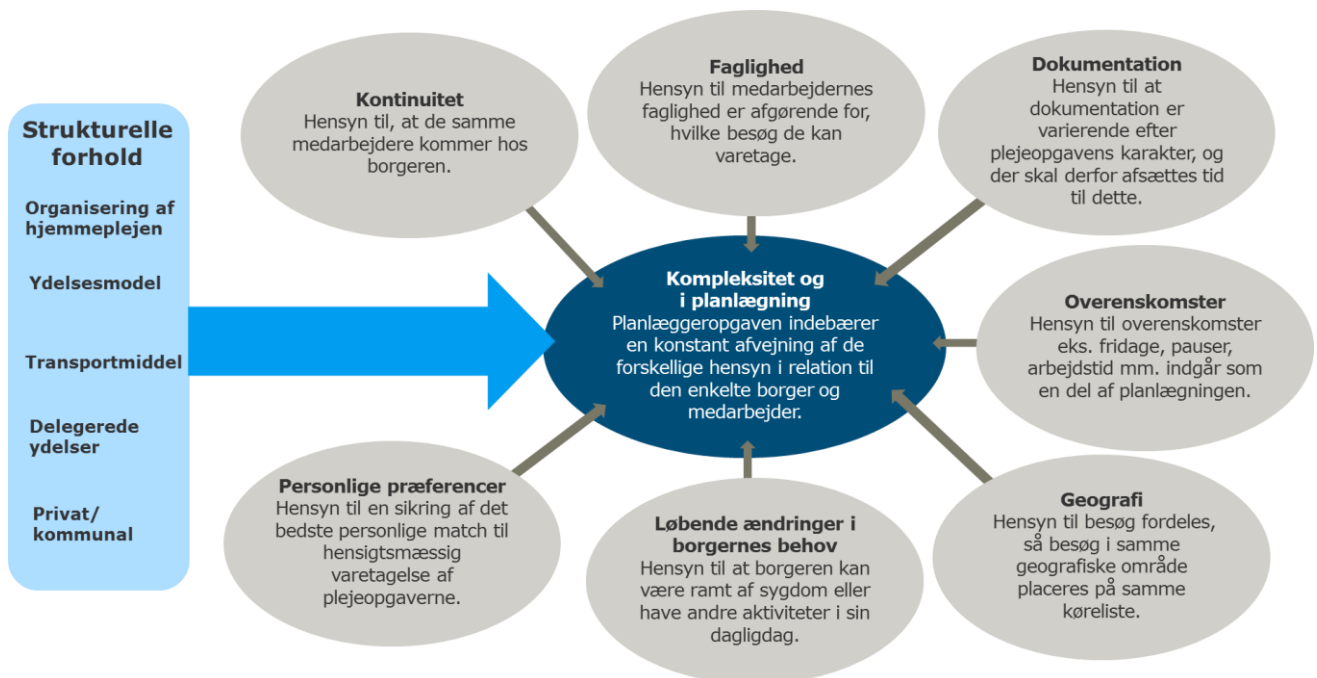 Strukturelle
forhold
Organisering af
hjemmeplejen
Ydelsesmodel
Transportmiddel
Delegerede
ydelser
Privat/
kommunal
Kontinuitet
Hensyn til, at de samme
medarbejdere kommer hos
borgeren.
Faglighed
Hensyn til medarbejdernes
faglighed er afgørende for,
hvilke besøg de kan
varetage.
Dokumentation
Hensyn til at
dokumentation er
varierende efter
plejeopgavens karakter, og
der skal derfor afsættes tid
til dette.
Kompleksitet og
i planlægning
Planlæggeropgaven indebærer
en konstant afvejning af de
forskellige hensyn i relation til
den enkelte borger og
medarbejder.
Overenskomster
Hensyn til overenskomster
eks. fridage, pauser,
arbejdstid mm. indgår som
en del af planlægningen.
Personlige præferencer
Hensyn til en sikring af det
bedste personlige match til
hensigtsmæssig
varetagelse af
plejeopgaverne.
Løbende ændringer i
borgernes behov
Hensyn til at borgeren kan
være ramt af sygdom eller
have andre aktiviteter i sin
dagligdag.
Geografi
Hensyn til besøg fordeles,
så besøg i samme
geografiske område
placeres på samme
køreliste.